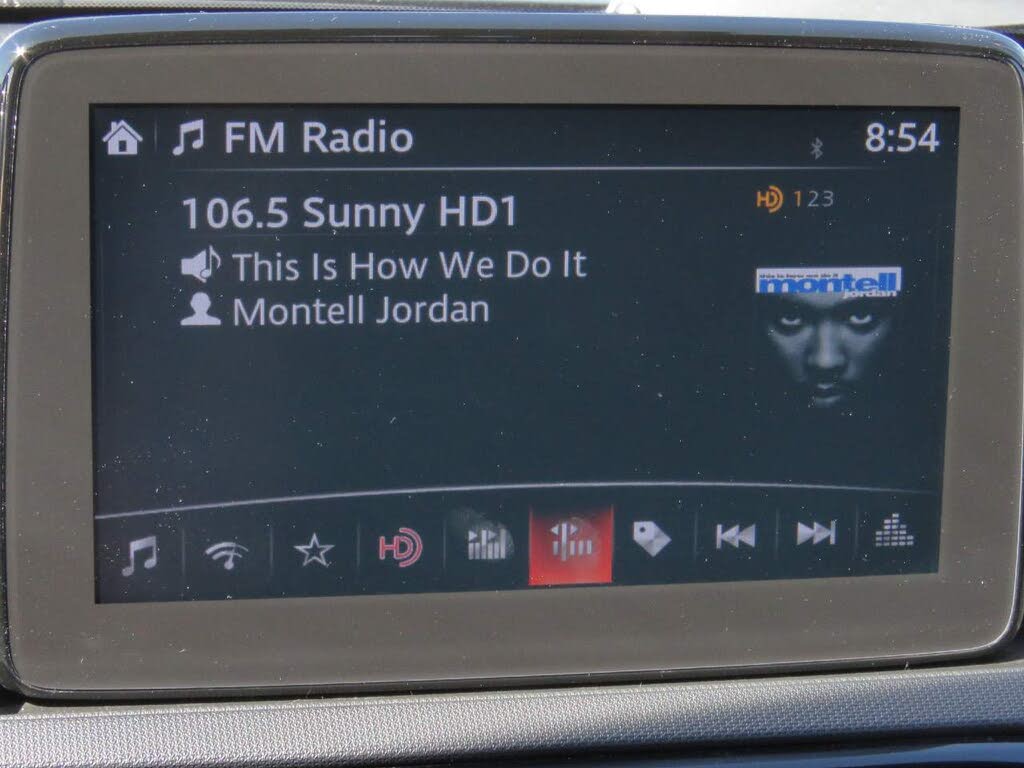 FM Radio
8:54
106.5 Sunny HD1
HD 123
This Is How We Do It
Montell Jordan
this is how we do it
montell
jordan
HD